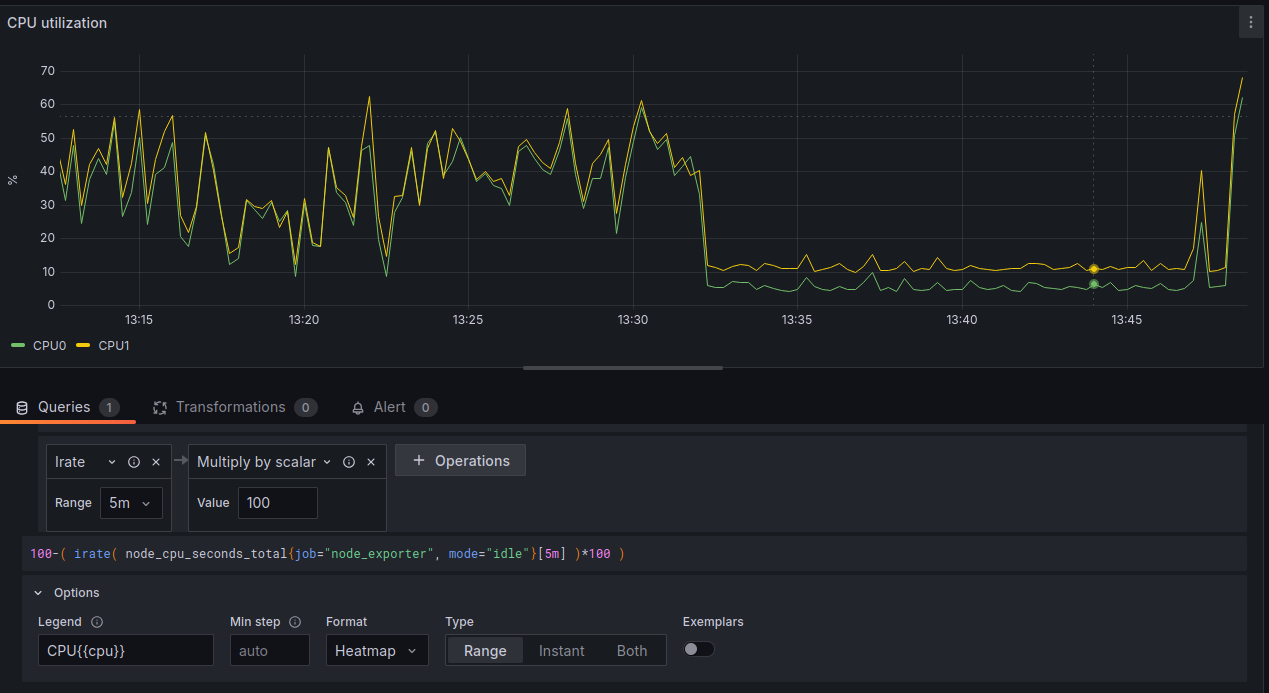 CPU utilization
70
60
50
40
30
20
10
0
%
13:15 13:20 13:25 13:30 13:35 13:40 13:45
CPU0 CPU1
Queries 1 Transformations 0 Alert 0
Irate Multiply by scalar + Operations
Range 5m Value 100
100-( irate( node_cpu_seconds_total{job="node_exporter", mode="idle"}[5m] )*100 )
Options
Legend Min step Format Type Exemplars
CPU{{cpu}} auto Heatmap Range Instant Both